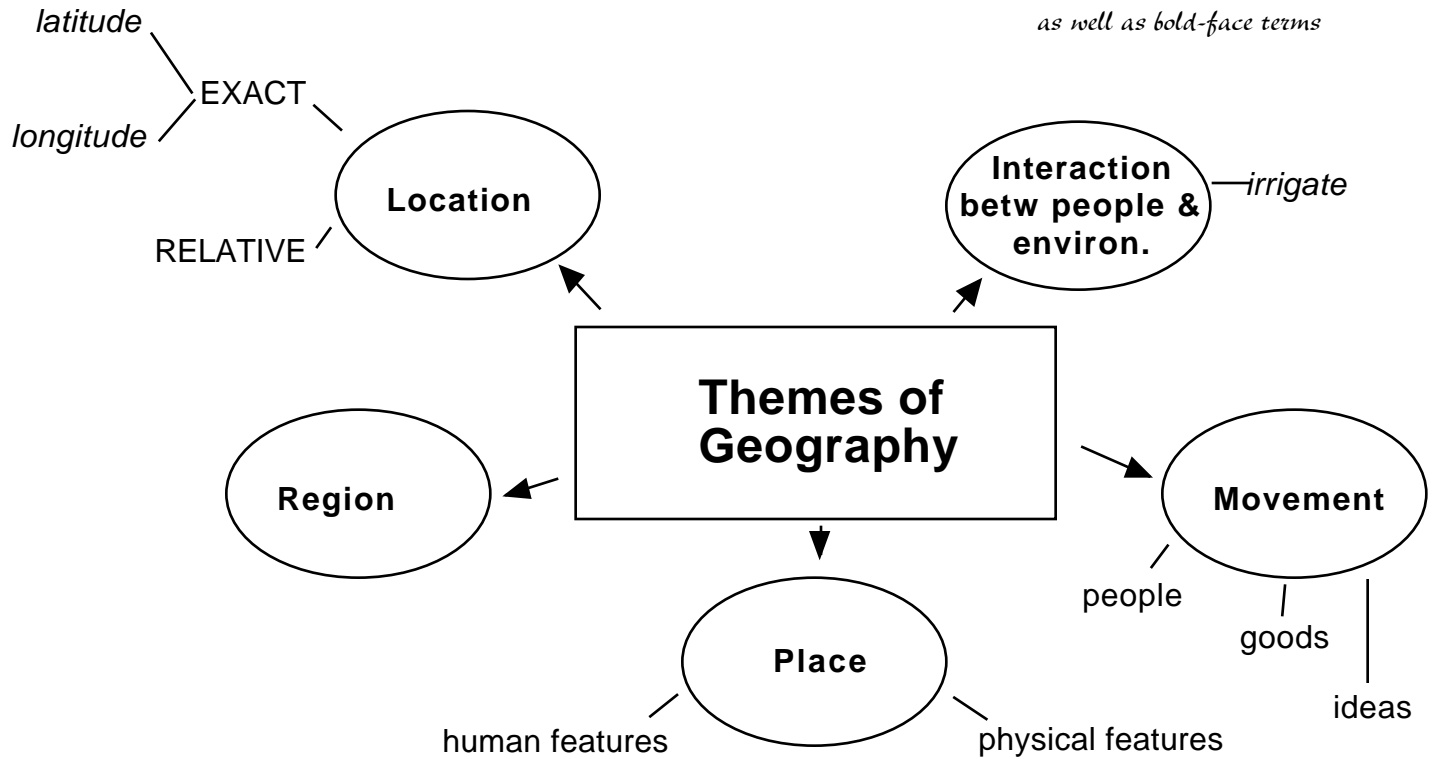 latitude
as well as bold-face terms
EXACT
longitude
Location
RELATIVE
Interaction
betw people &
environ.
irrigate
Themes of
Geography
Region
Movement
people
goods
ideas
Place
human features
physical features